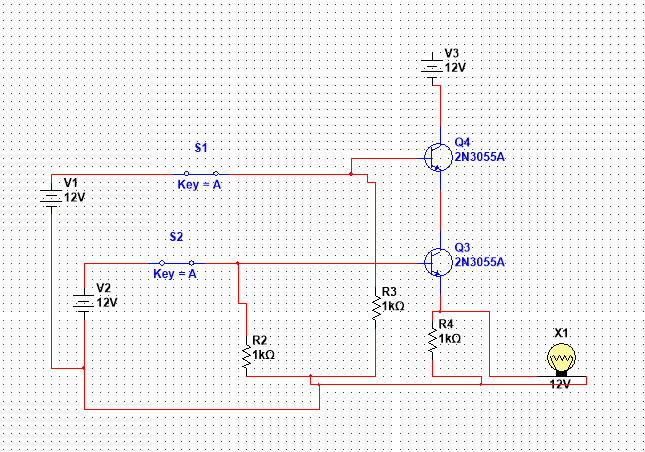 V3
12V
Q4
2N3055A
S1
Key = A
V1
12V
S2
Key = A
Q3
2N3055A
V2
12V
R3
1kΩ
R4
1kΩ
R2
1kΩ
X1
12V